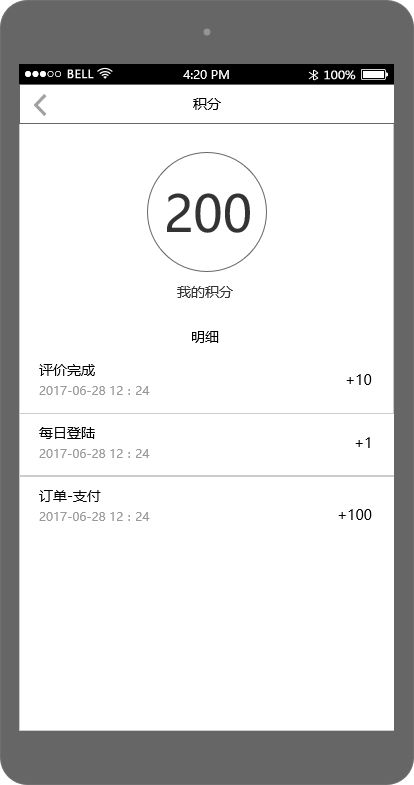 BELL 4:20 PM 100%
积分
200
我的积分
明细
评价完成
2017-06-28 12：24
+10
每日登陆
2017-06-28 12：24
+1
订单-支付
2017-06-28 12：24
+100